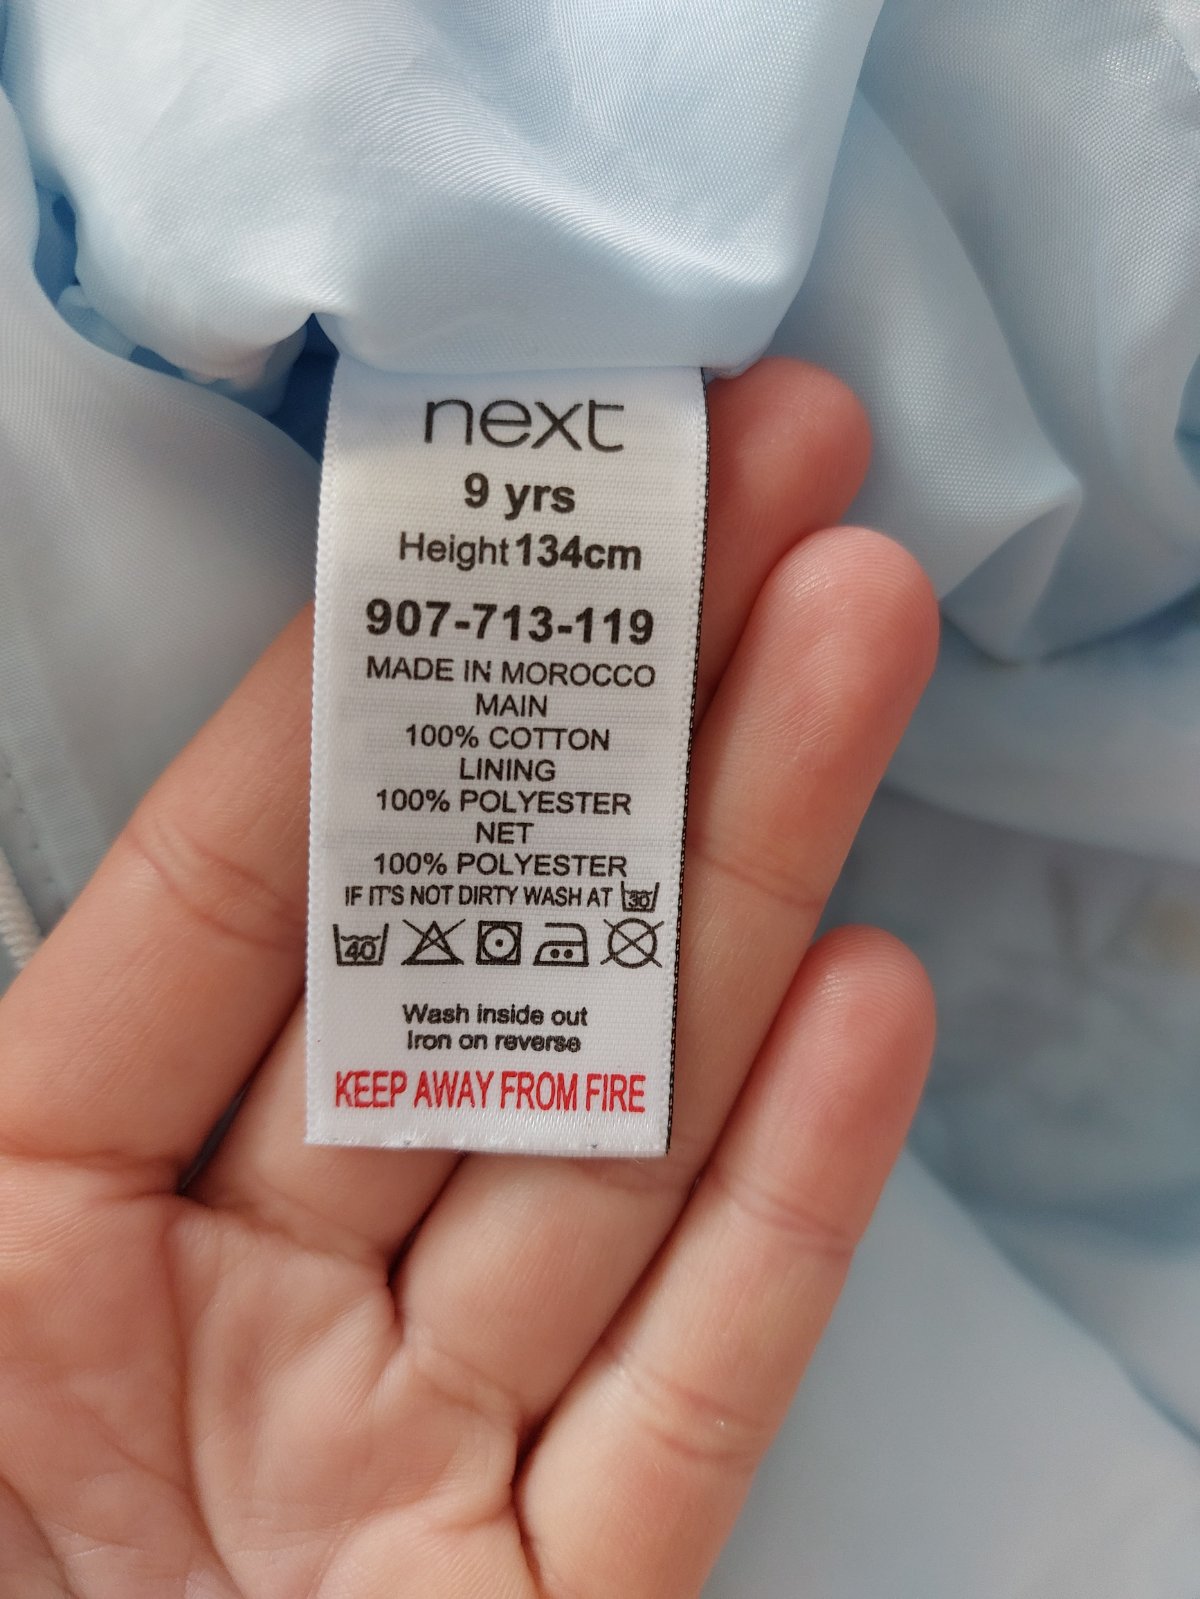 next
9 yrs
Height 134cm
907-713-119
MADE IN MOROCCO
MAIN
100% COTTON
LINING
100% POLYESTER
NET
100% POLYESTER
IF IT'S NOT DIRTY WASH AT 30
40
Wash inside out
Iron on reverse
KEEP AWAY FROM FIRE